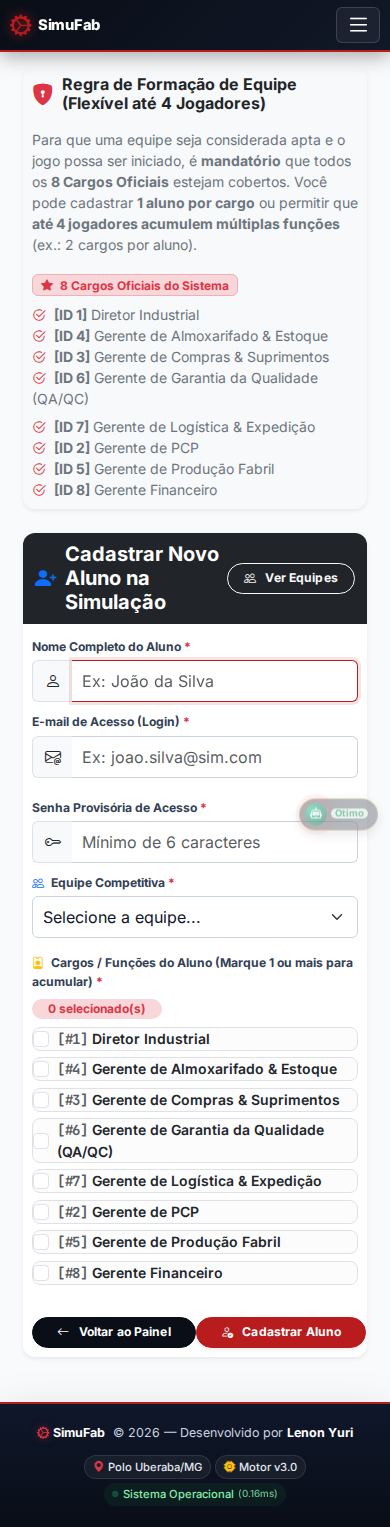 SimuFab
Regra de Formação de Equipe
(Flexível até 4 Jogadores)
Para que uma equipe seja considerada apta e o
jogo possa ser iniciado, é mandatório que todos
os 8 Cargos Oficiais estejam cobertos. Você
pode cadastrar 1 aluno por cargo ou permitir que
até 4 jogadores acumulem múltiplas funções
(ex.: 2 cargos por aluno).
8 Cargos Oficiais do Sistema
[ID 1] Diretor Industrial
[ID 4] Gerente de Almoxarifado & Estoque
[ID 3] Gerente de Compras & Suprimentos
[ID 6] Gerente de Garantia da Qualidade
(QA/QC)
[ID 7] Gerente de Logística & Expedição
[ID 2] Gerente de PCP
[ID 5] Gerente de Produção Fabril
[ID 8] Gerente Financeiro
Cadastrar Novo
Aluno na
Simulação
Ver Equipes
Nome Completo do Aluno *
Ex: João da Silva
E-mail de Acesso (Login) *
Ex: joao.silva@sim.com
Senha Provisória de Acesso *
Ótimo
Mínimo de 6 caracteres
Equipe Competitiva *
Selecione a equipe...
Cargos / Funções do Aluno (Marque 1 ou mais para
acumular) *
0 selecionado(s)
[#1] Diretor Industrial
[#4] Gerente de Almoxarifado & Estoque
[#3] Gerente de Compras & Suprimentos
[#6] Gerente de Garantia da Qualidade
(QA/QC)
[#7] Gerente de Logística & Expedição
[#2] Gerente de PCP
[#5] Gerente de Produção Fabril
[#8] Gerente Financeiro
Voltar ao Painel
Cadastrar Aluno
SimuFab © 2026 — Desenvolvido por Lenon Yuri
Polo Uberaba/MG
Motor v3.0
Sistema Operacional (0.16ms)